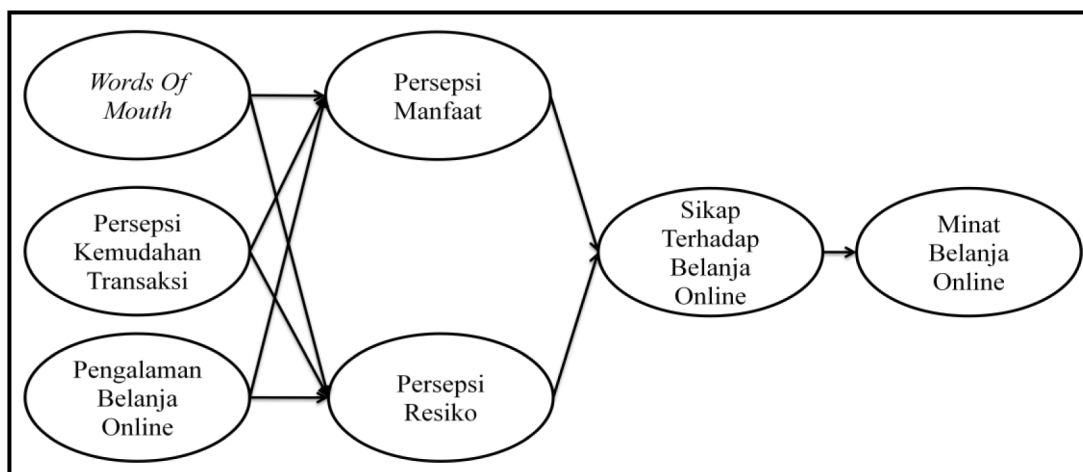 Words Of
Mouth
Persepsi
Manfaat
Persepsi
Kemudahan
Transaksi
Sikap
Terhadap
Belanja
Online
Minat
Belanja
Online
Pengalaman
Belanja
Online
Persepsi
Resiko